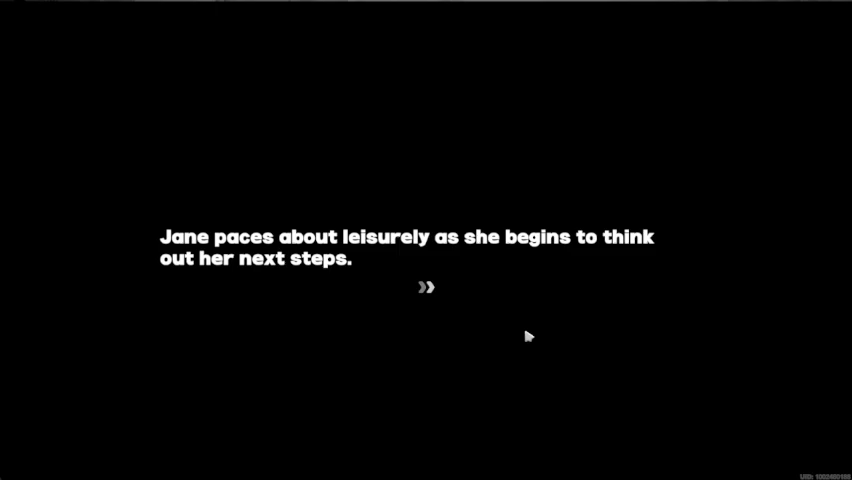 Jane paces about leisurely as she begins to think
out her next steps.